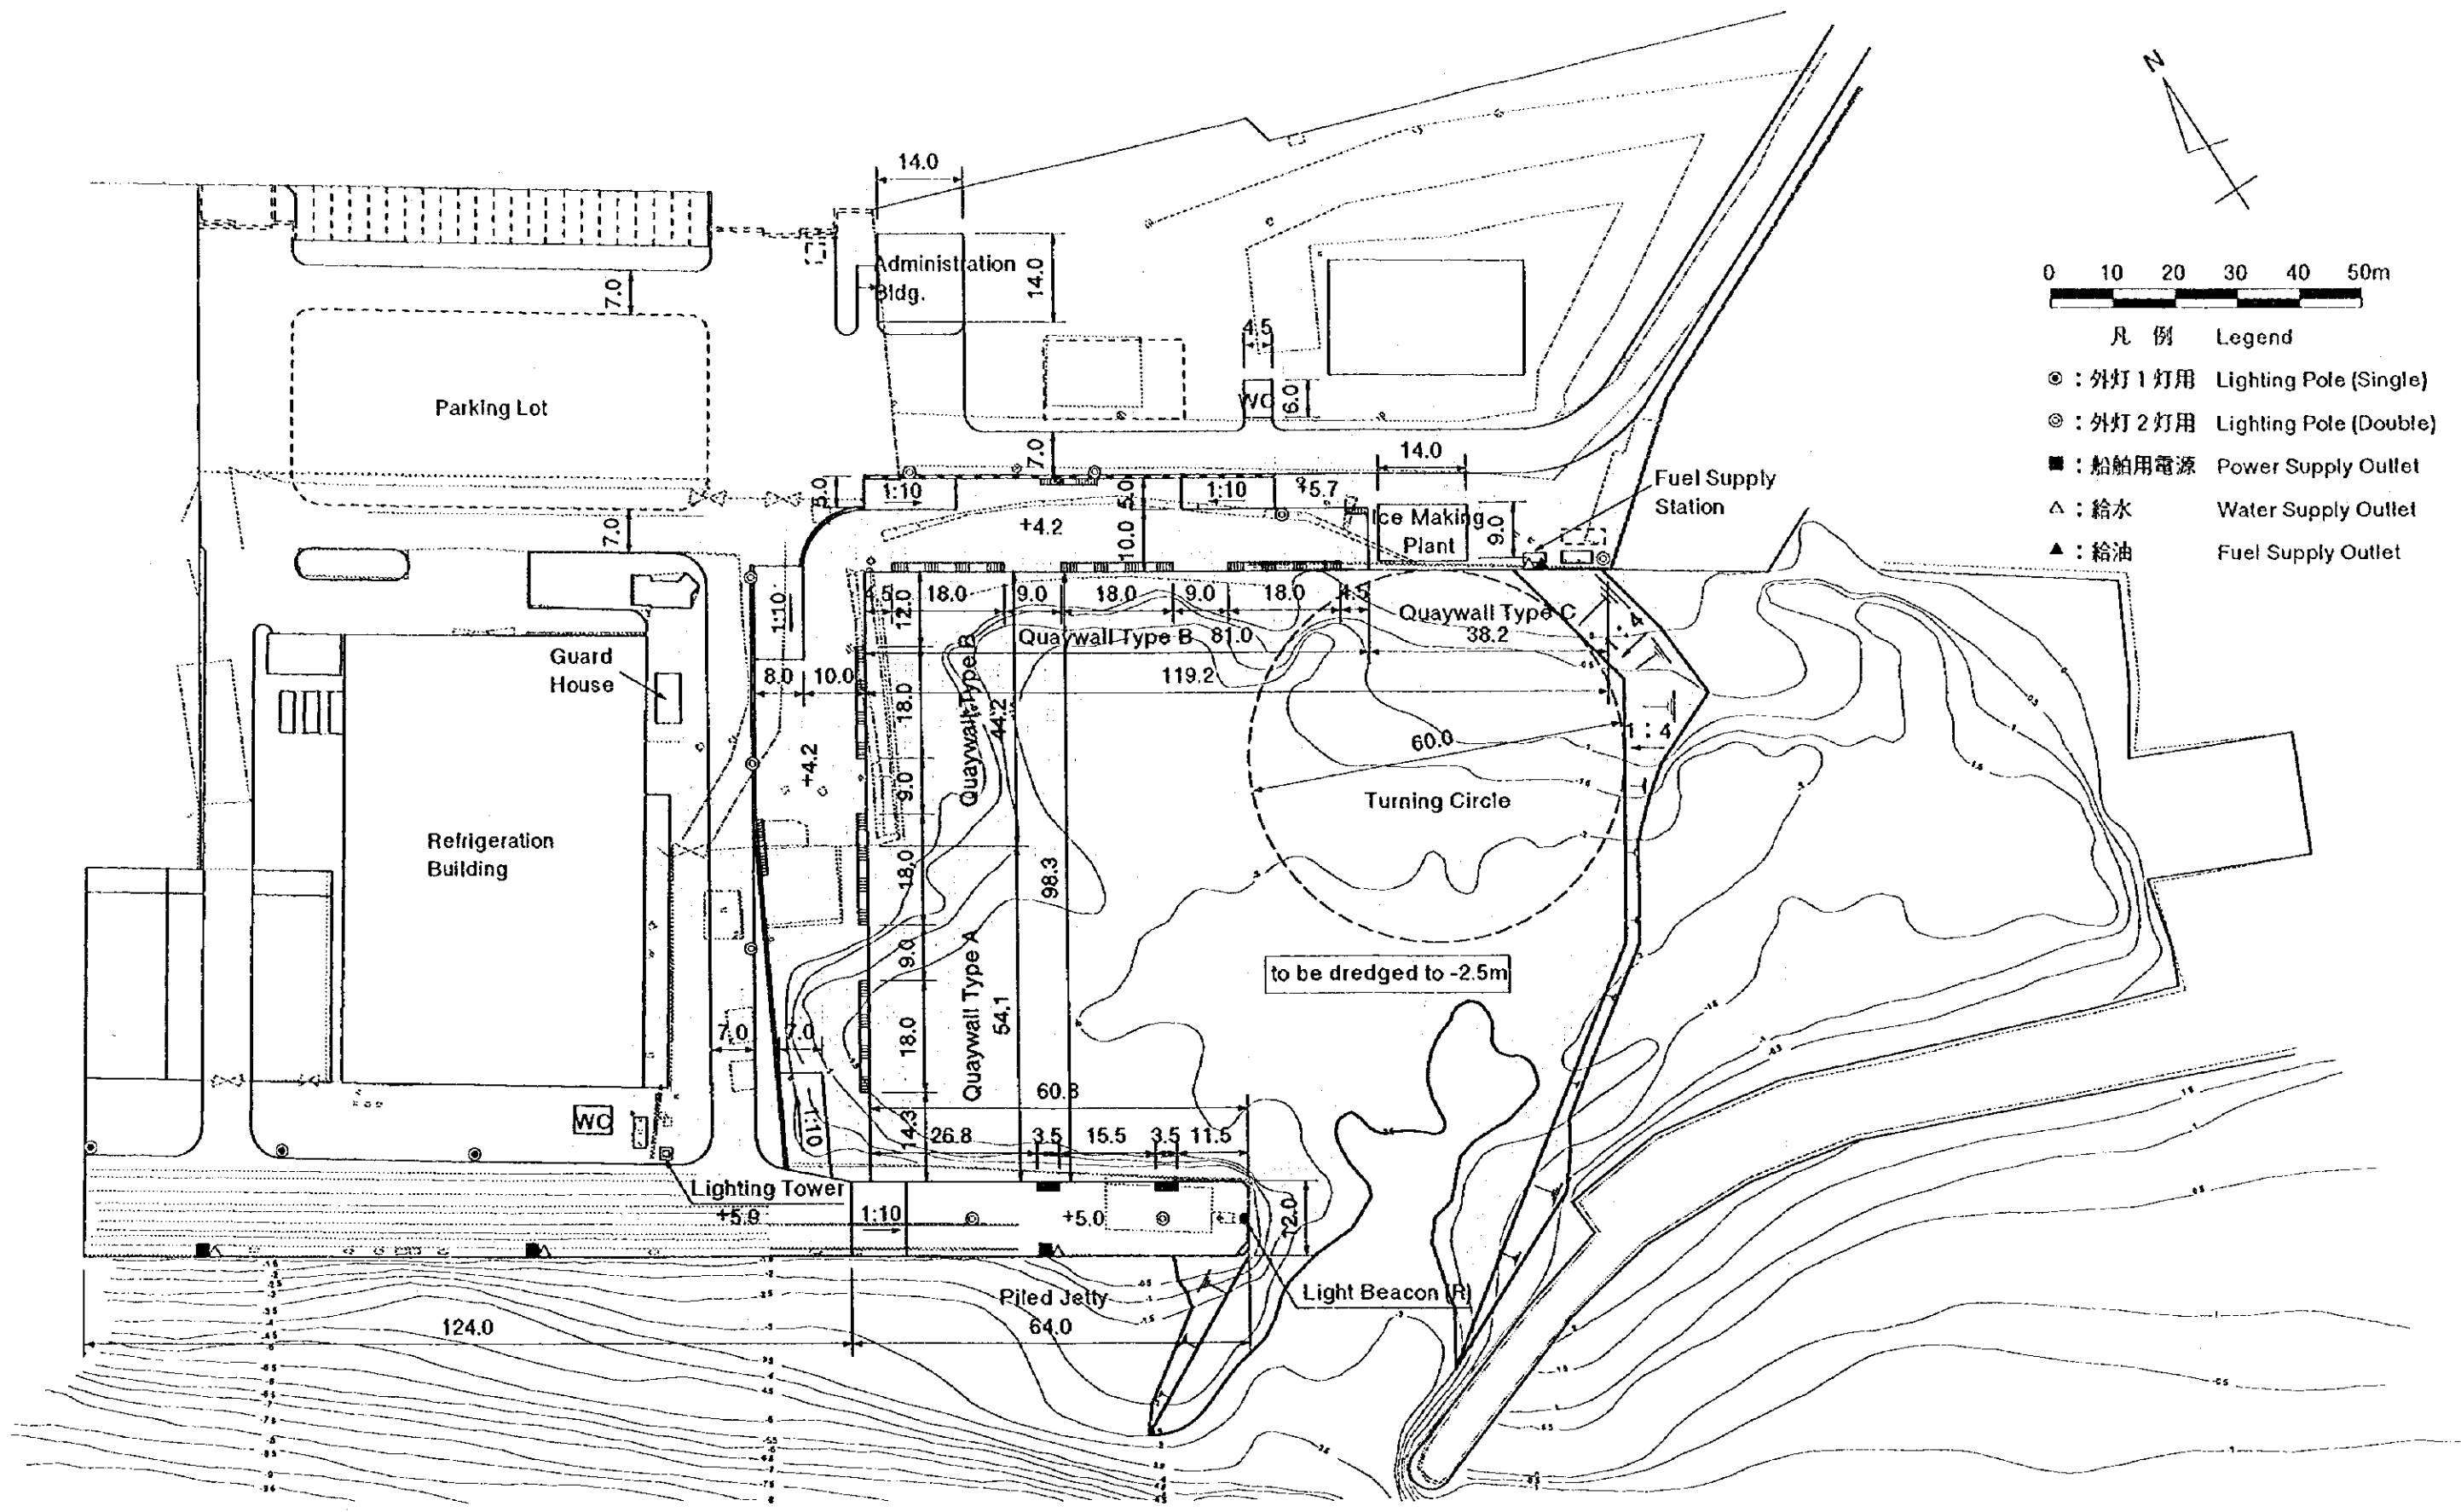 N
14.0
Administration
Bldg.
14.0
7.0
0 10 20 30 40 50m
凡 例 Legend
◉ : 外灯1灯用 Lighting Pole (Single)
◎ : 外灯2灯用 Lighting Pole (Double)
■ : 船舶用電源 Power Supply Outlet
△ : 給水 Water Supply Outlet
▲ : 給油 Fuel Supply Outlet
4.5
WC
6.0
Parking Lot
7.0
14.0
Fuel Supply
Station
5.0
1:10
5.0
1:10
+5.7
+4.2
10.0
Ice Making
Plant
9.0
7.0
1:10
4.5 18.0 9.0 18.0 9.0 18.0 4.5
12.0
Quaywall Type C
38.2
Quaywall Type B 81.0
119.2
1:4
Guard
House
8.0 10.0
18.0
Quaywall Type B
44.2
+4.2
9.0
60.0
1:4
Turning Circle
Refrigeration
Building
18.0
98.3
9.0
Quaywall Type A
54.1
to be dredged to -2.5m
7.0 7.0
18.0
60.8
WC
1:10
14.3
26.8 3.5 15.5 3.5 11.5
Lighting Tower
+5.9
1:10
+5.0
12.0
Piled Jetty
Light Beacon (R)
124.0
64.0